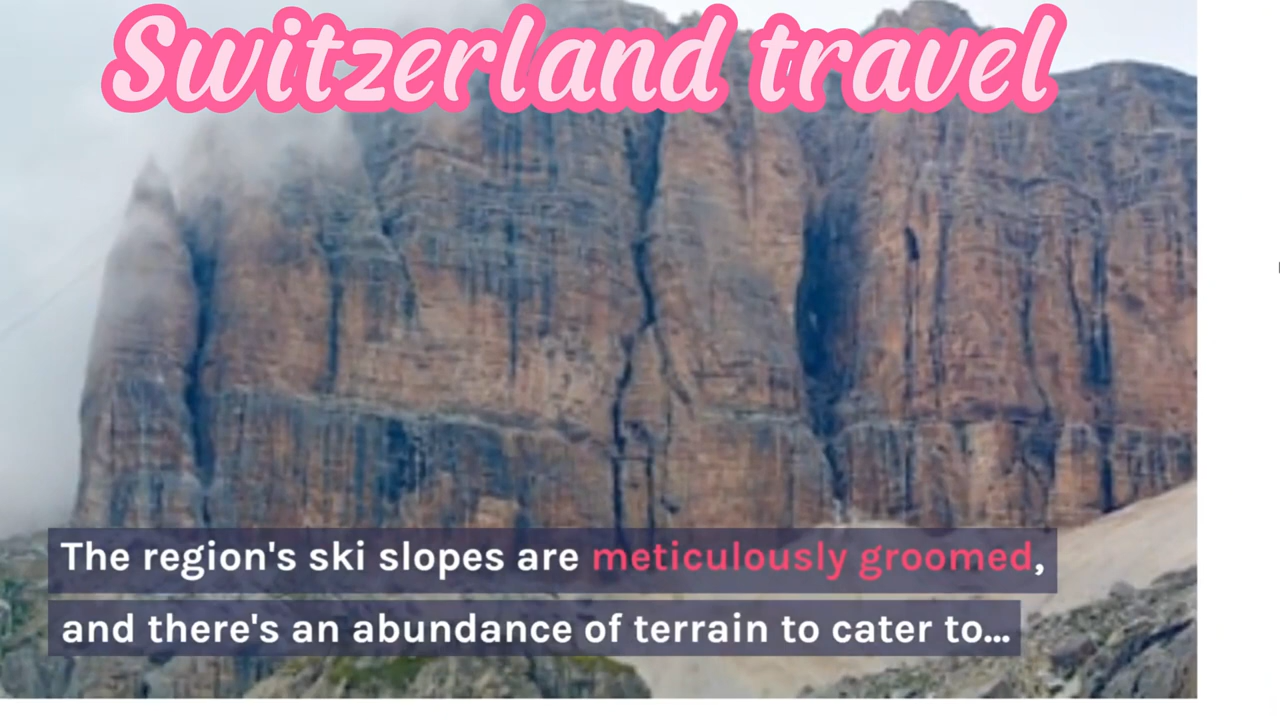 Switzerland travel
The region's ski slopes are meticulously groomed,
and there's an abundance of terrain to cater to...